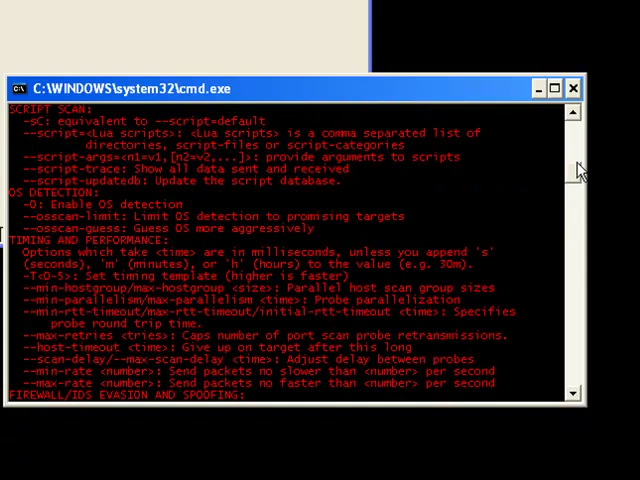 C:\WINDOWS\system32\cmd.exe
SCRIPT SCAN:
-sC: equivalent to --script=default
--script=<Lua scripts>: <Lua scripts> is a comma separated list of
directories, script-files or script-categories
--script-args=<n1=v1,[n2=v2,...]>: provide arguments to scripts
--script-trace: Show all data sent and received
--script-updatedb: Update the script database.
OS DETECTION:
-O: Enable OS detection
--osscan-limit: Limit OS detection to promising targets
--osscan-guess: Guess OS more aggressively
TIMING AND PERFORMANCE:
Options which take <time> are in milliseconds, unless you append 's'
(seconds), 'm' (minutes), or 'h' (hours) to the value (e.g. 30m).
-T<0-5>: Set timing template (higher is faster)
--min-hostgroup/max-hostgroup <size>: Parallel host scan group sizes
--min-parallelism/max-parallelism <time>: Probe parallelization
--min-rtt-timeout/max-rtt-timeout/initial-rtt-timeout <time>: Specifies
probe round trip time.
--max-retries <tries>: Caps number of port scan probe retransmissions.
--host-timeout <time>: Give up on target after this long
--scan-delay/--max-scan-delay <time>: Adjust delay between probes
--min-rate <number>: Send packets no slower than <number> per second
--max-rate <number>: Send packets no faster than <number> per second
FIREWALL/IDS EVASION AND SPOOFING: